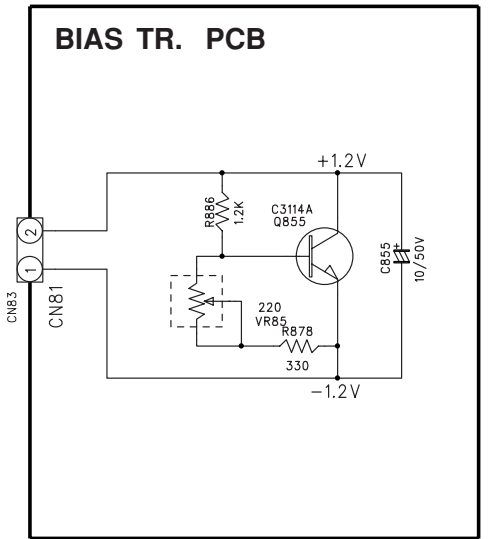 BIAS TR. PCB
+1.2V
R886
1.2K
C3114A
Q855
C855
+
10/50V
2
1
CN83
CN81
220
VR85
R878
330
-1.2V